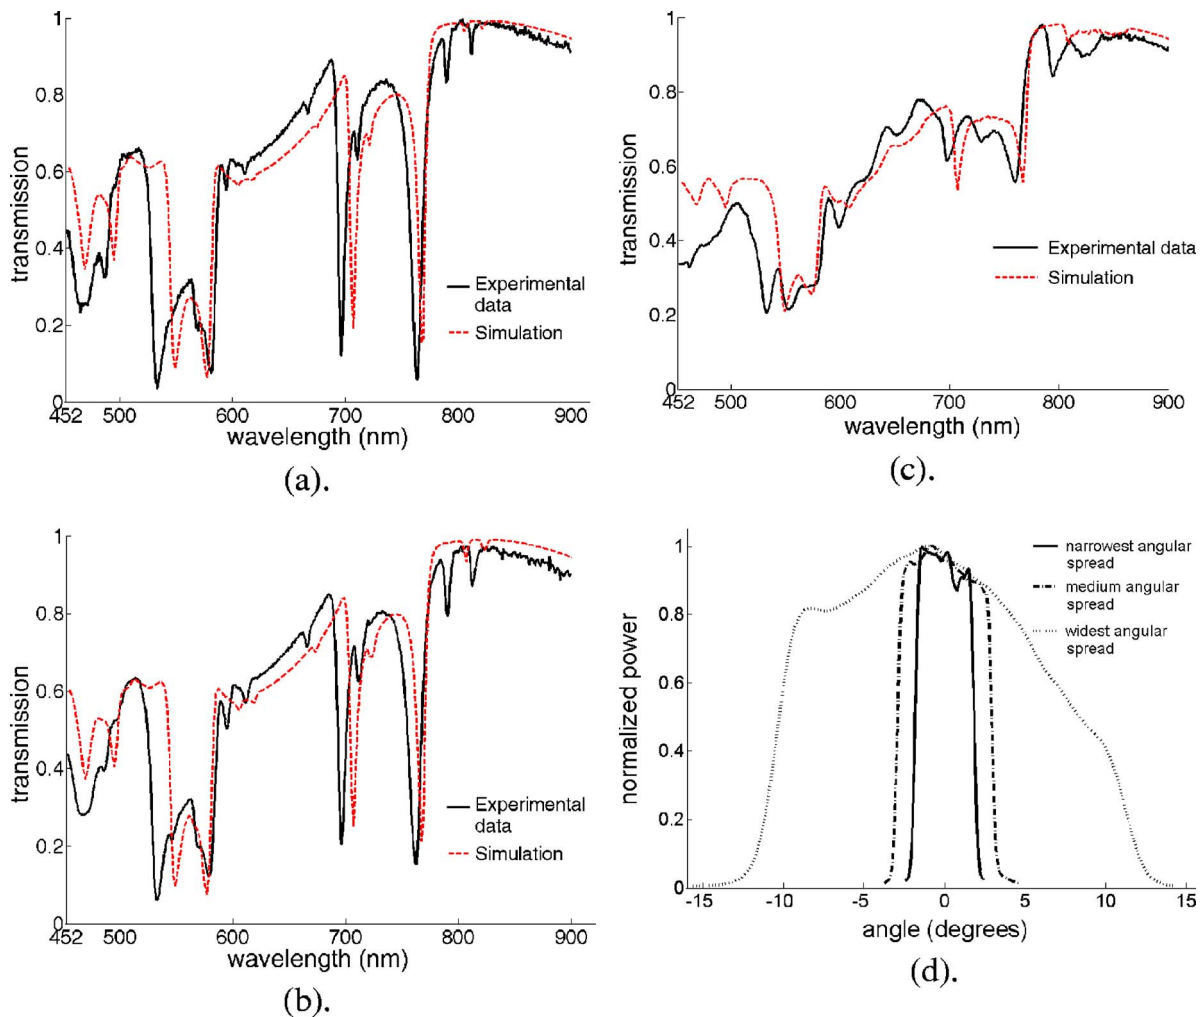 1
0.8
0.6
0.4
0.2
0
transmission
452 500 600 700 800 900
wavelength (nm)
Experimental
data
Simulation
(a).
1
0.8
0.6
0.4
0.2
0
transmission
452 500 600 700 800 900
wavelength (nm)
Experimental data
Simulation
(c).
1
0.8
0.6
0.4
0.2
0
transmission
452 500 600 700 800 900
wavelength (nm)
Experimental
data
Simulation
(b).
1
0.8
0.6
0.4
0.2
0
normalized power
-15 -10 -5 0 5 10 15
angle (degrees)
narrowest angular
spread
medium angular
spread
widest angular
spread
(d).